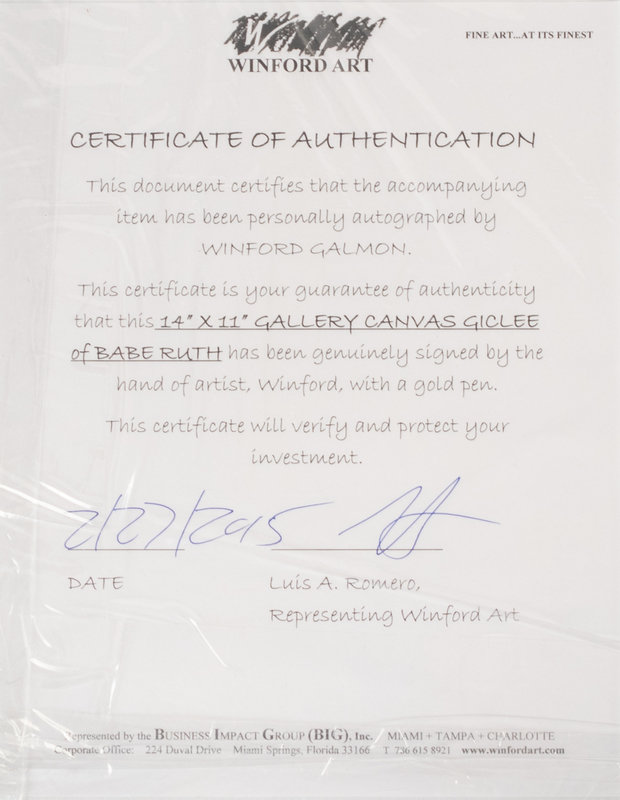 Winford
WINFORD ART
FINE ART...AT ITS FINEST
CERTIFICATE OF AUTHENTICATION
This document certifies that the accompanying
item has been personally autographed by
WINFORD GALMON.
This certificate is your guarantee of authenticity
that this 14" X 11" GALLERY CANVAS GICLEE
of BABE RUTH has been genuinely signed by the
hand of artist, Winford, with a gold pen.
This certificate will verify and protect your
investment.
2/27/2015
DATE
Luis A. Romero,
Representing Winford Art
Represented by the BUSINESS IMPACT GROUP (BIG), Inc. MIAMI + TAMPA + CHARLOTTE
Corporate Office: 224 Duval Drive Miami Springs, Florida 33166 T 736 615 8921 www.winfordart.com